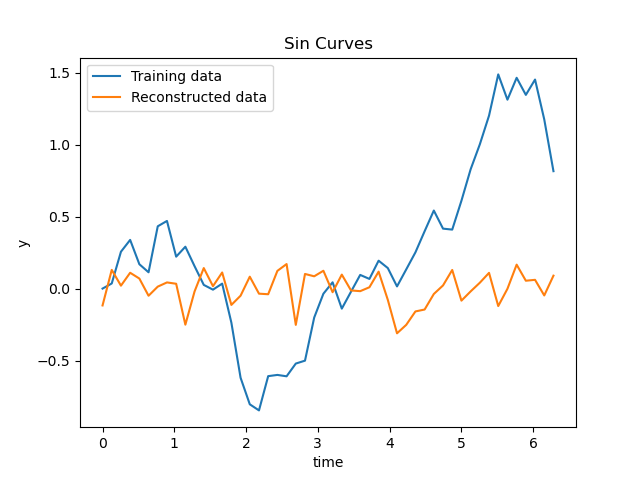 Sin Curves
Training data
Reconstructed data
1.5
1.0
0.5
0.0
−0.5
y
0 1 2 3 4 5 6
time